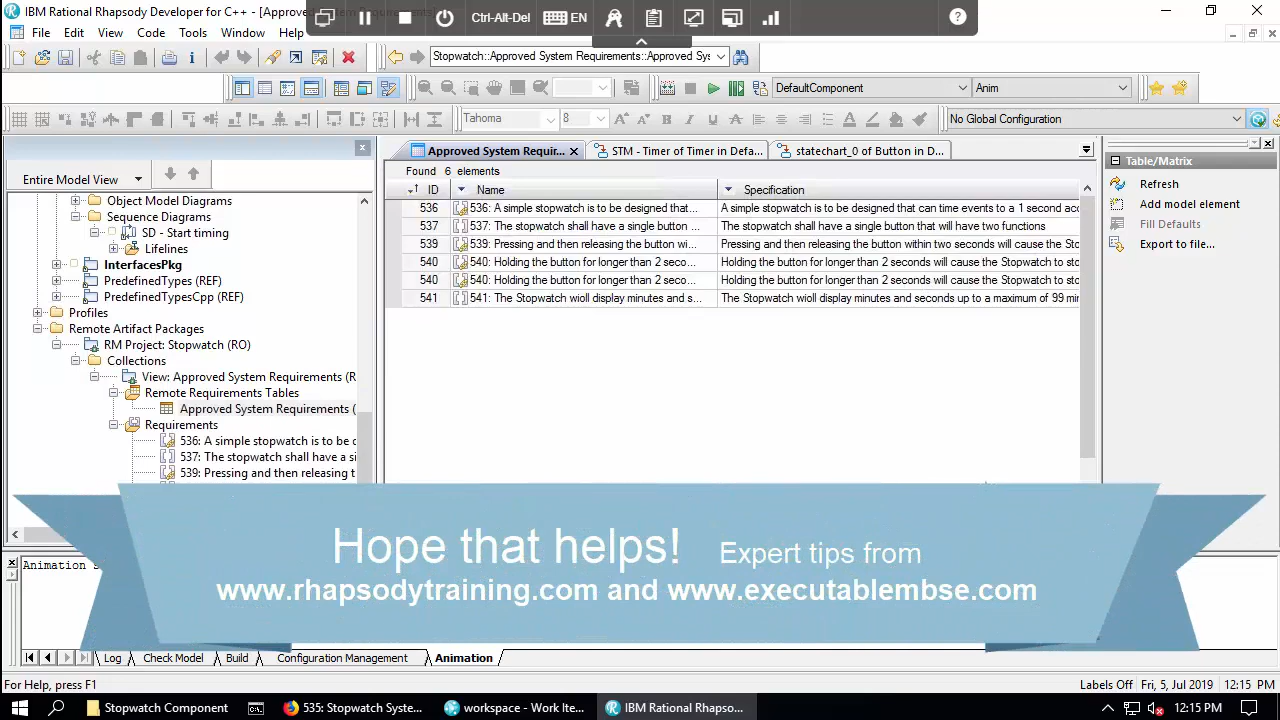 IBM Rational Rhapsody Developer for C++ - [Approved System Requirements]
Ctrl-Alt-Del
EN
File Edit View Code Tools Window Help
Stopwatch::Approved System Requirements::Approved Sys
DefaultComponent
Anim
Tahoma
8
No Global Configuration
Entire Model View
Approved System Requir...
STM - Timer of Timer in Defa...
statechart_0 of Button in D...
Table/Matrix
Found 6 elements
ID Name Specification
536 536: A simple stopwatch is to be designed that... A simple stopwatch is to be designed that can time events to a 1 second acc
537 537: The stopwatch shall have a single button ... The stopwatch shall have a single button that will have two functions
539 539: Pressing and then releasing the button wi... Pressing and then releasing the button within two seconds will cause the Sto
540 540: Holding the button for longer than 2 seco... Holding the button for longer than 2 seconds will cause the Stopwatch to sto
540 540: Holding the button for longer than 2 seco... Holding the button for longer than 2 seconds will cause the Stopwatch to sto
541 541: The Stopwatch wioll display minutes and s... The Stopwatch wioll display minutes and seconds up to a maximum of 99 min
Refresh
Add model element
Fill Defaults
Export to file...
Object Model Diagrams
Sequence Diagrams
SD - Start timing
Lifelines
InterfacesPkg
PredefinedTypes (REF)
PredefinedTypesCpp (REF)
Profiles
Remote Artifact Packages
RM Project: Stopwatch (RO)
Collections
View: Approved System Requirements (R
Remote Requirements Tables
Approved System Requirements (
Requirements
536: A simple stopwatch is to be d
537: The stopwatch shall have a si
539: Pressing and then releasing t
Hope that helps! Expert tips from
www.rhapsodytraining.com and www.executablembse.com
Animation S
Log Check Model Build Configuration Management Animation
For Help, press F1
Labels Off Fri, 5, Jul 2019 12:15 PM
Stopwatch Component
535: Stopwatch Syste...
workspace - Work Ite...
IBM Rational Rhapso...
12:15 PM